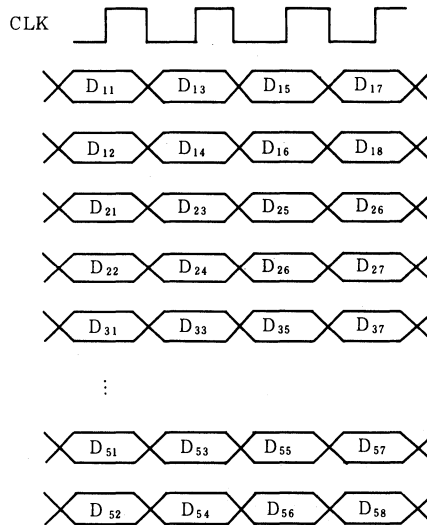 CLK
D₁₁ D₁₃ D₁₅ D₁₇
D₁₂ D₁₄ D₁₆ D₁₈
D₂₁ D₂₃ D₂₅ D₂₆
D₂₂ D₂₄ D₂₆ D₂₇
D₃₁ D₃₃ D₃₅ D₃₇
⋮
D₅₁ D₅₃ D₅₅ D₅₇
D₅₂ D₅₄ D₅₆ D₅₈